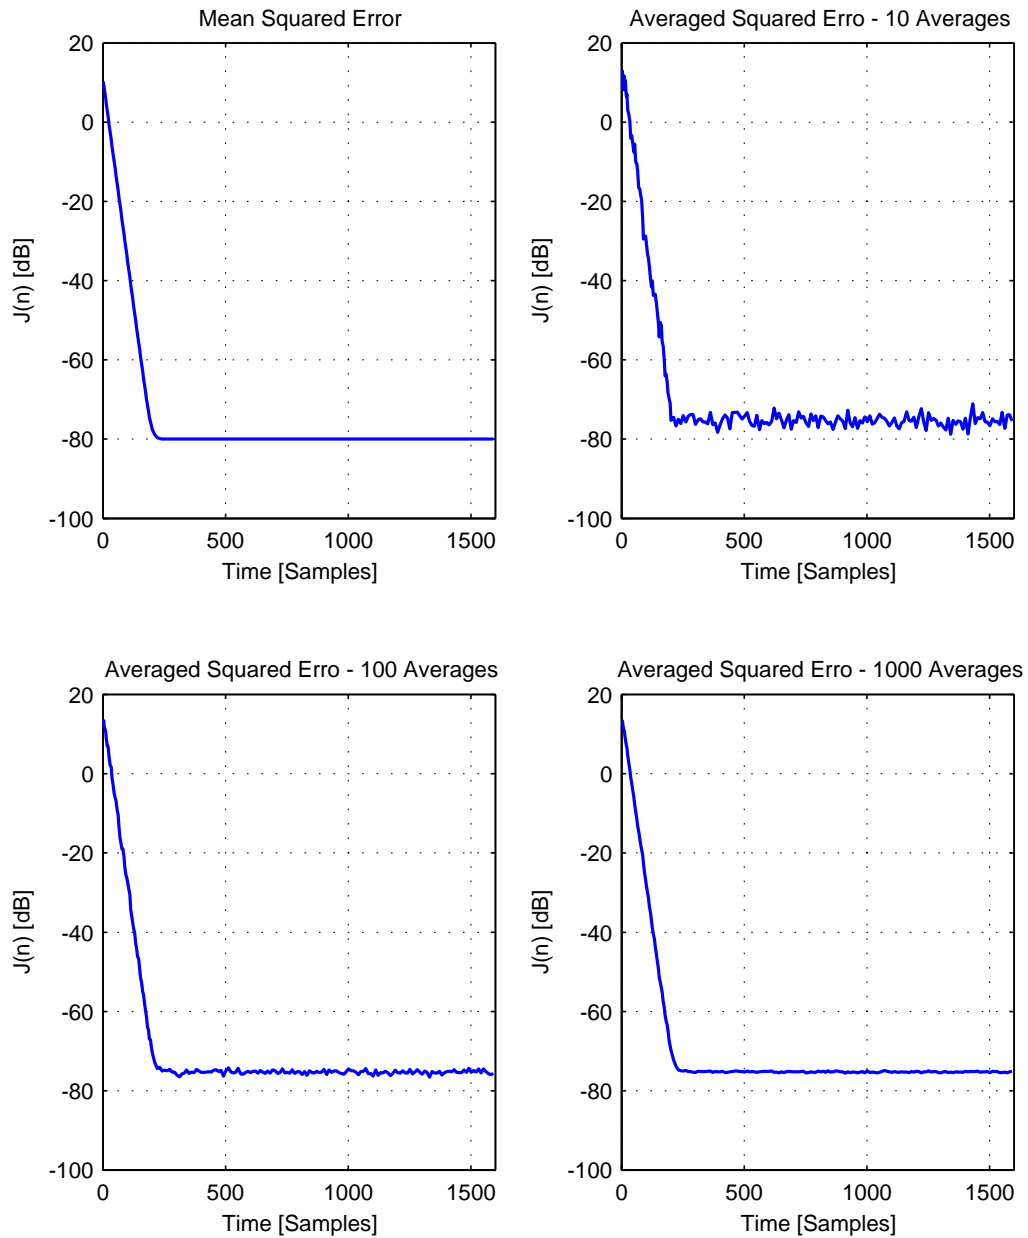 Mean Squared Error
20
0
-20
-40
-60
-80
-100
J(n) [dB]
0 500 1000 1500
Time [Samples]
Averaged Squared Erro - 10 Averages
20
0
-20
-40
-60
-80
-100
J(n) [dB]
0 500 1000 1500
Time [Samples]
Averaged Squared Erro - 100 Averages
20
0
-20
-40
-60
-80
-100
J(n) [dB]
0 500 1000 1500
Time [Samples]
Averaged Squared Erro - 1000 Averages
20
0
-20
-40
-60
-80
-100
J(n) [dB]
0 500 1000 1500
Time [Samples]